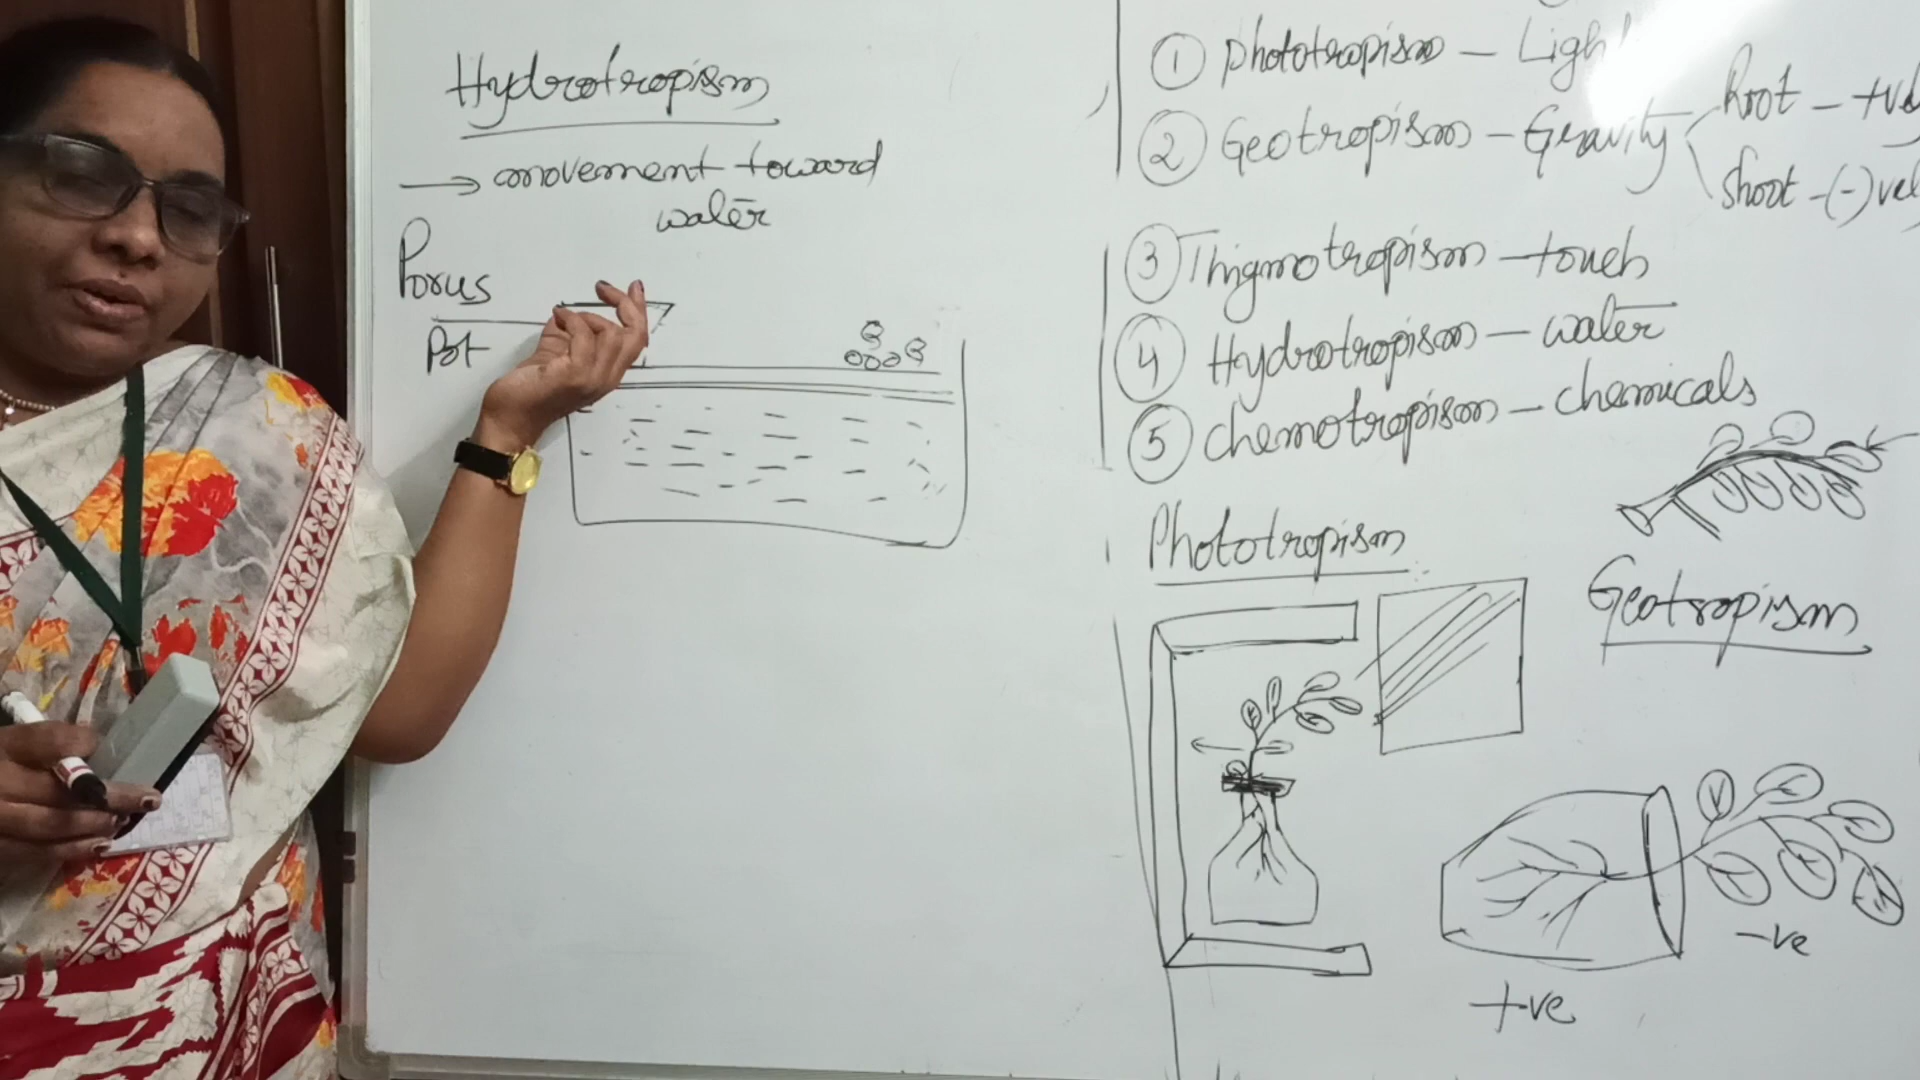 Hydrotropism
→ movement toward
water
Porus
Pot
① Phototropism – Light
② Geotropism – Gravity
Root – +ve
Shoot – (-)ve
③ Thigmotropism – touch
④ Hydrotropism – water
⑤ chemotropism – chemicals
Phototropism
Geotropism
-ve
+ve